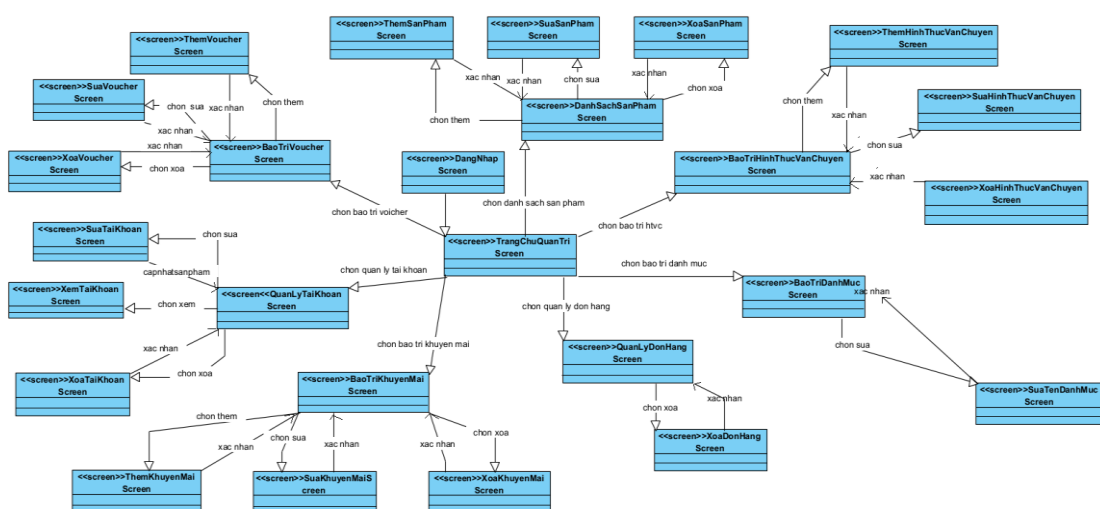 <<screen>>ThemSanPham
Screen
<<screen>>SuaSanPham
Screen
<<screen>>XoaSanPham
Screen
<<screen>>ThemHinhThucVanChuyen
Screen
<<screen>>ThemVoucher
Screen
xac nhan
xac nhan
chon sua
xac nhan
chon xoa
<<screen>>SuaVoucher
Screen
chon sua
xac nhan
chon them
chon them
<<screen>>DanhSachSanPham
Screen
chon them
xac nhan
<<screen>>SuaHinhThucVanChuyen
Screen
xac nhan
xac nhan
<<screen>>BaoTriVoucher
Screen
chon sua
<<screen>>XoaVoucher
Screen
chon xoa
<<screen>>DangNhap
Screen
<<screen>>BaoTriHinhThucVanChuyen
Screen
xac nhan
<<screen>>XoaHinhThucVanChuyen
Screen
chon danh sach san pham
chon bao tri voicher
chon bao tri htvc
<<screen>>SuaTaiKhoan
Screen
chon sua
<<screen>>TrangChuQuanTri
Screen
capnhatsanpham
chon quan ly tai khoan
chon bao tri danh muc
<<screen>>XemTaiKhoan
Screen
chon xem
<<screen<<QuanLyTaiKhoan
Screen
chon quan ly don hang
<<screen>>BaoTriDanhMuc
Screen
xac nhan
xac nhan
chon bao tri khuyen mai
<<screen>>QuanLyDonHang
Screen
chon sua
<<screen>>XoaTaiKhoan
Screen
chon xoa
<<screen>>BaoTriKhuyenMai
Screen
<<screen>>SuaTenDanhMuc
Screen
chon them
xac nhan
chon sua
xac nhan
xac nhan
chon xoa
chon xoa
xac nhan
<<screen>>XoaDonHang
Screen
<<screen>>ThemKhuyenMai
Screen
<<screen>>SuaKhuyenMaiS
creen
<<screen>>XoaKhuyenMai
Screen